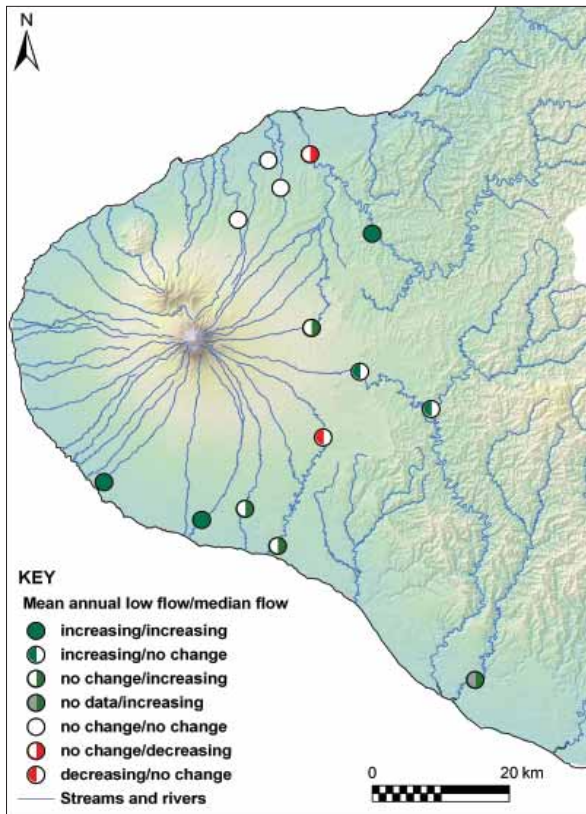 N
KEY
Mean annual low flow/median flow
increasing/increasing
increasing/no change
no change/increasing
no data/increasing
no change/no change
no change/decreasing
decreasing/no change
Streams and rivers
0 20 km